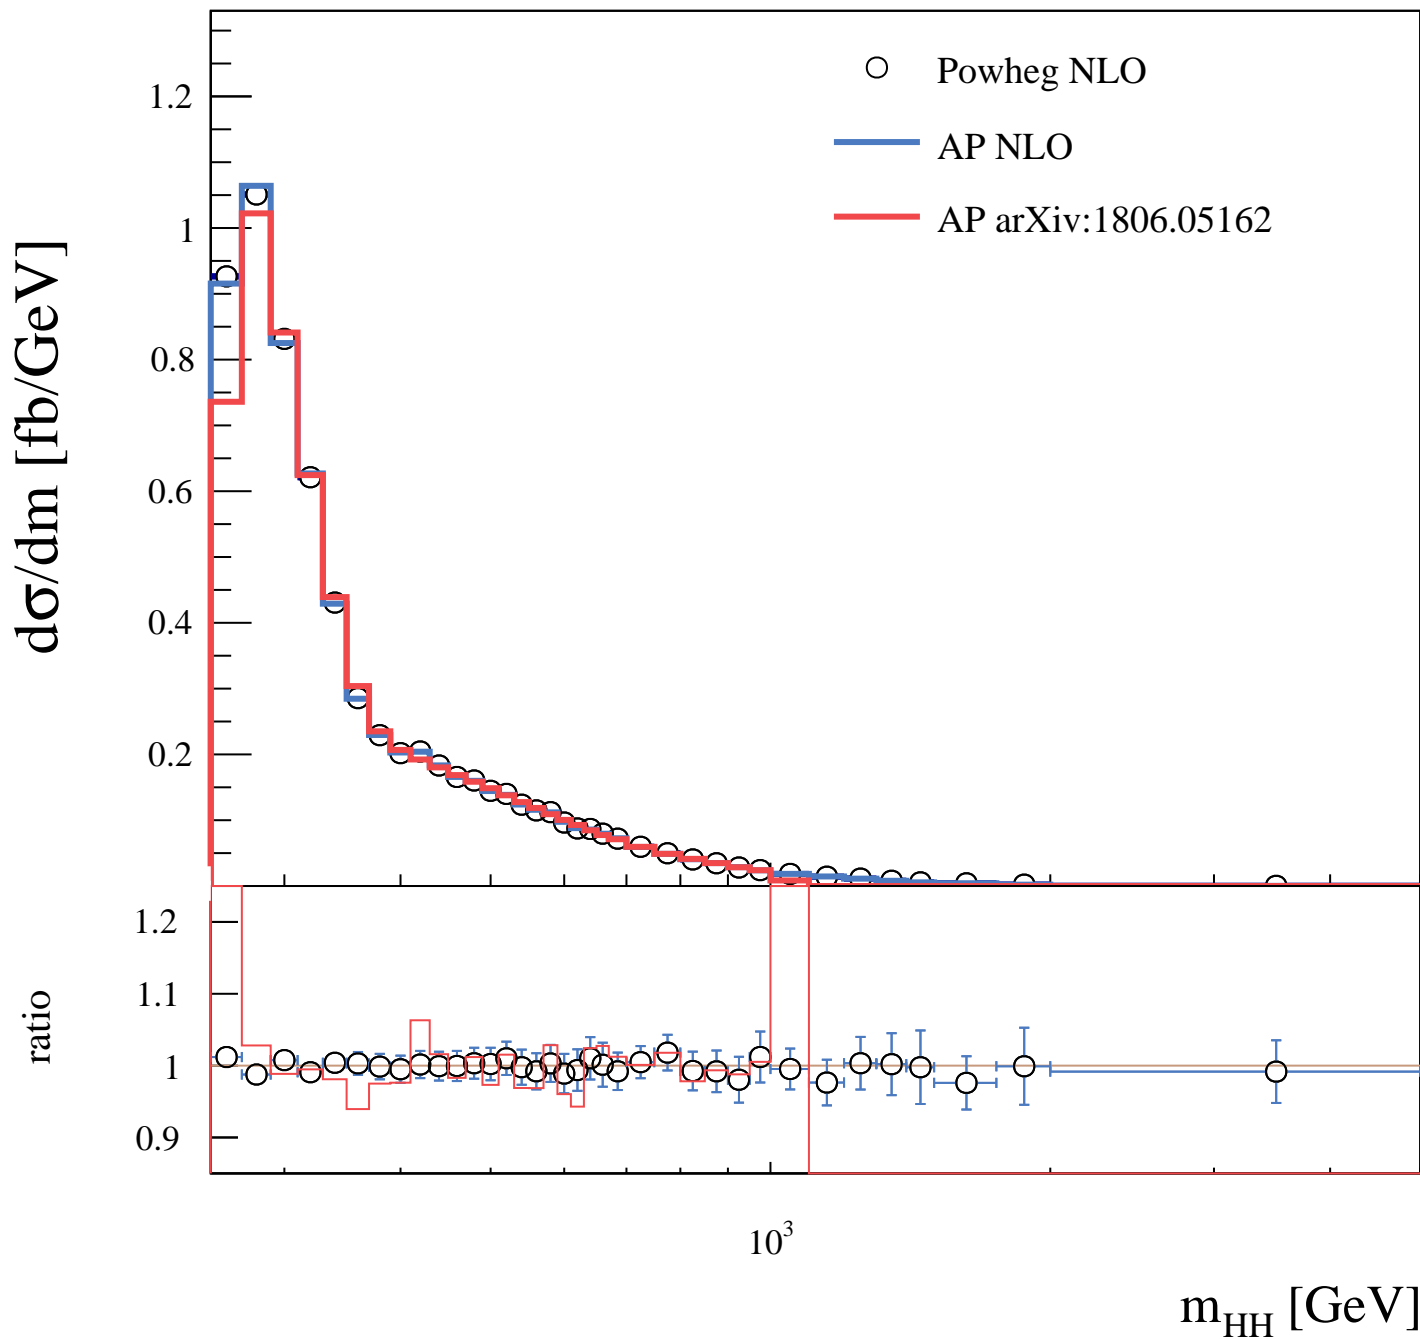 dσ/dm [fb/GeV]
1.2
1
0.8
0.6
0.4
0.2
Powheg NLO
AP NLO
AP arXiv:1806.05162
ratio
1.2
1.1
1
0.9
10³
m_HH [GeV]